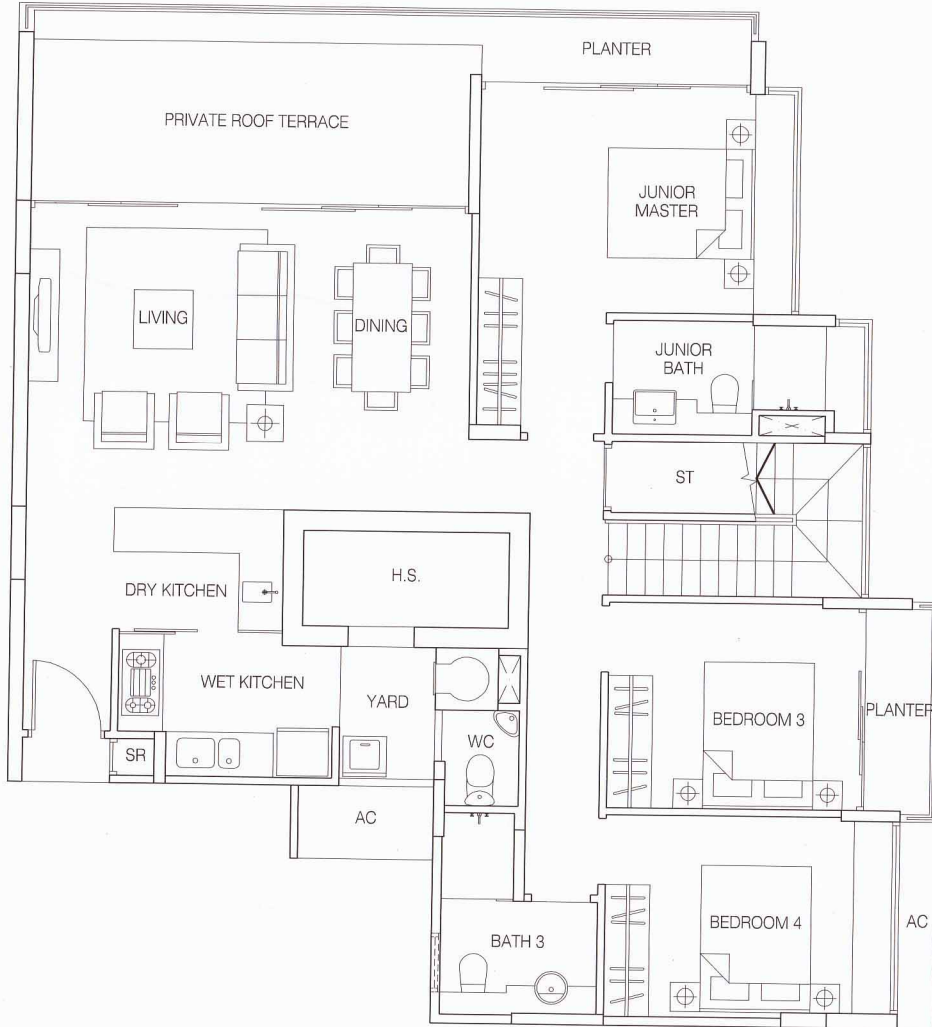 PLANTER
PRIVATE ROOF TERRACE
JUNIOR
MASTER
LIVING
DINING
JUNIOR
BATH
ST
H.S.
DRY KITCHEN
WET KITCHEN
YARD
BEDROOM 3
PLANTER
WC
SR
AC
BEDROOM 4
AC
BATH 3